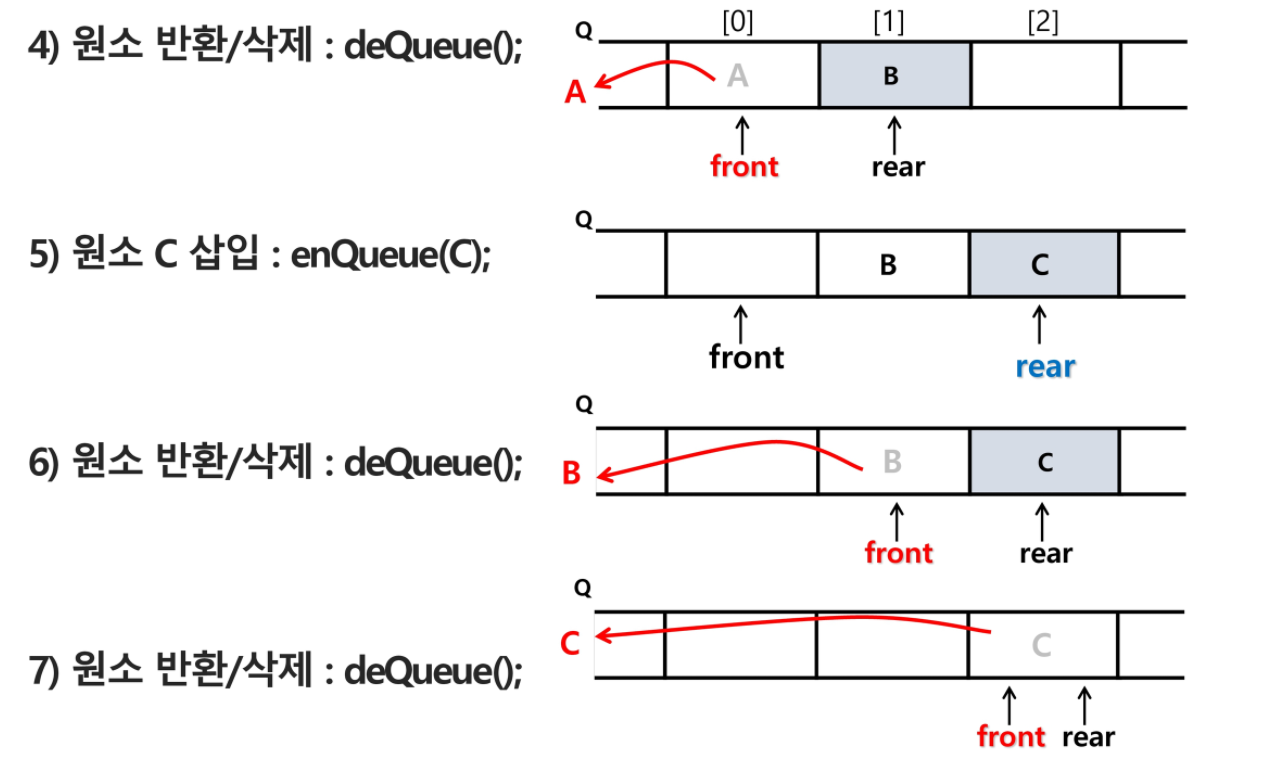 [0] [1] [2]
4) 원소 반환/삭제 : deQueue();
Q
A
A B
front rear
Q
5) 원소 C 삽입 : enQueue(C);
B C
front
rear
Q
6) 원소 반환/삭제 : deQueue();
B
B C
front rear
Q
7) 원소 반환/삭제 : deQueue();
C
C
front rear